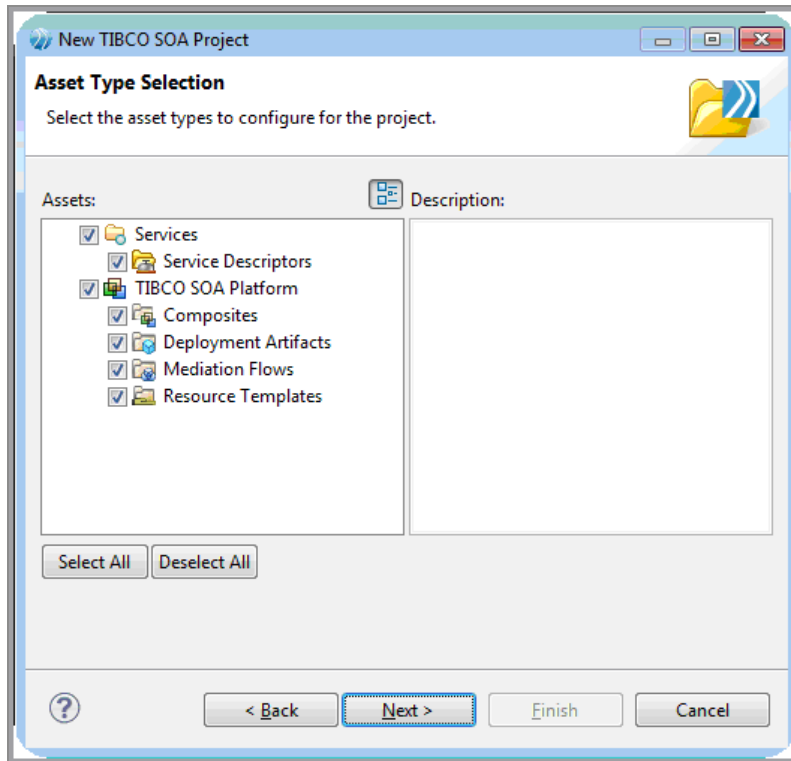 New TIBCO SOA Project
Asset Type Selection
Select the asset types to configure for the project.
Assets:
Description:
Services
Service Descriptors
TIBCO SOA Platform
Composites
Deployment Artifacts
Mediation Flows
Resource Templates
Select All Deselect All
? < Back Next > Finish Cancel